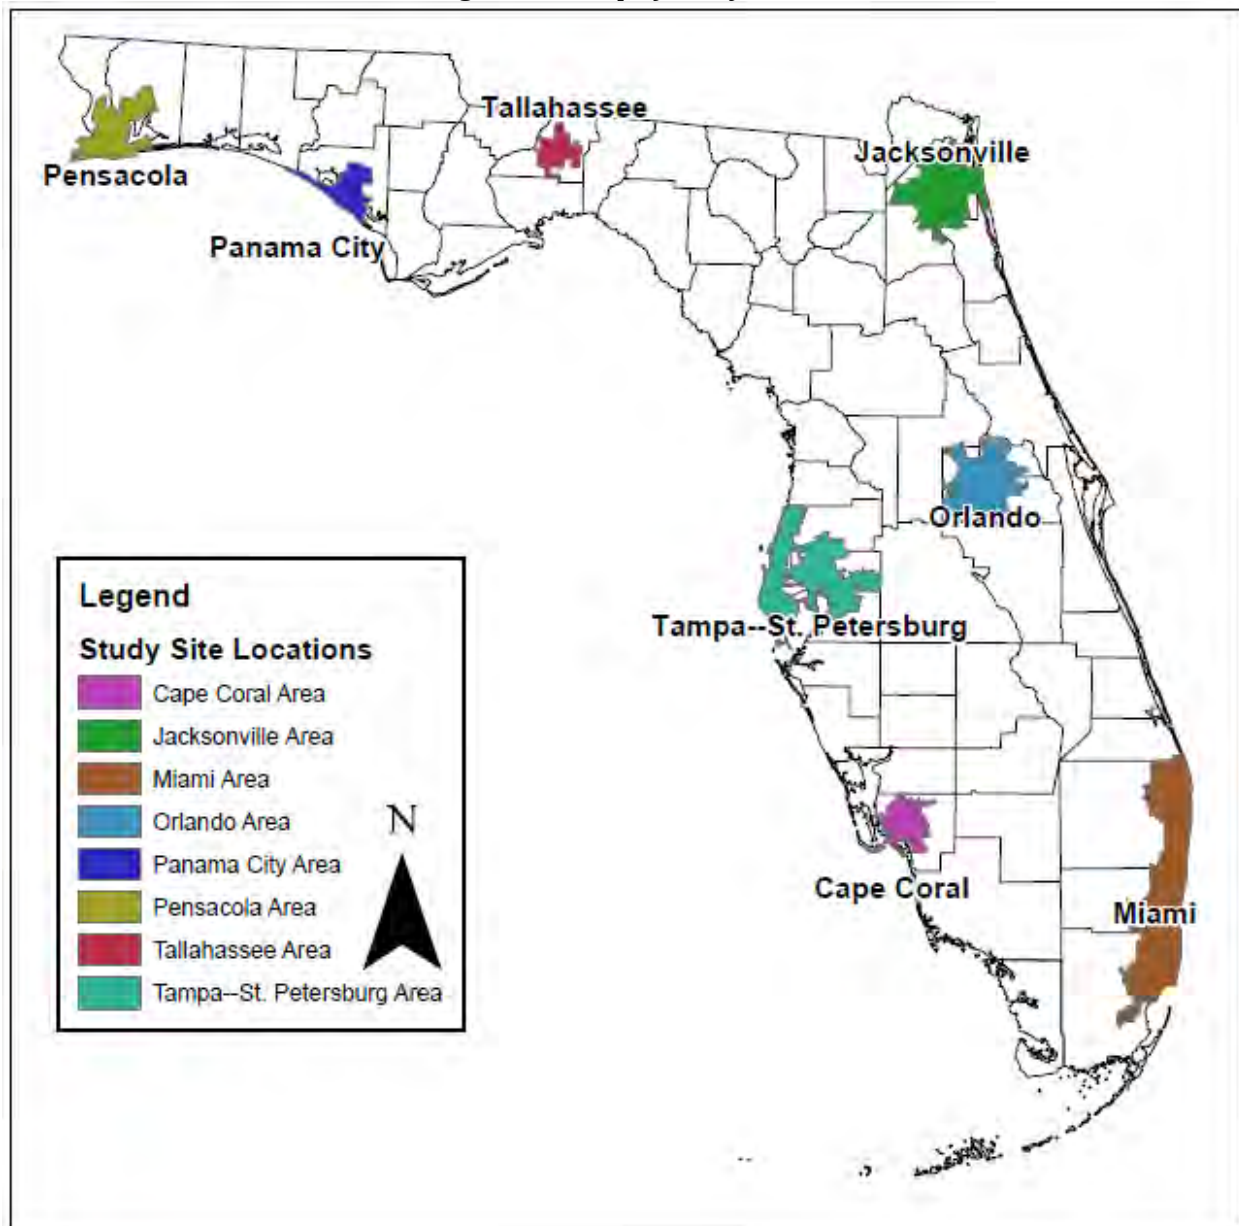 Tallahassee
Jacksonville
Pensacola
Panama City
Orlando
Tampa--St. Petersburg
Cape Coral
Miami
Legend
Study Site Locations
Cape Coral Area
Jacksonville Area
Miami Area
Orlando Area
Panama City Area
Pensacola Area
Tallahassee Area
Tampa--St. Petersburg Area
N